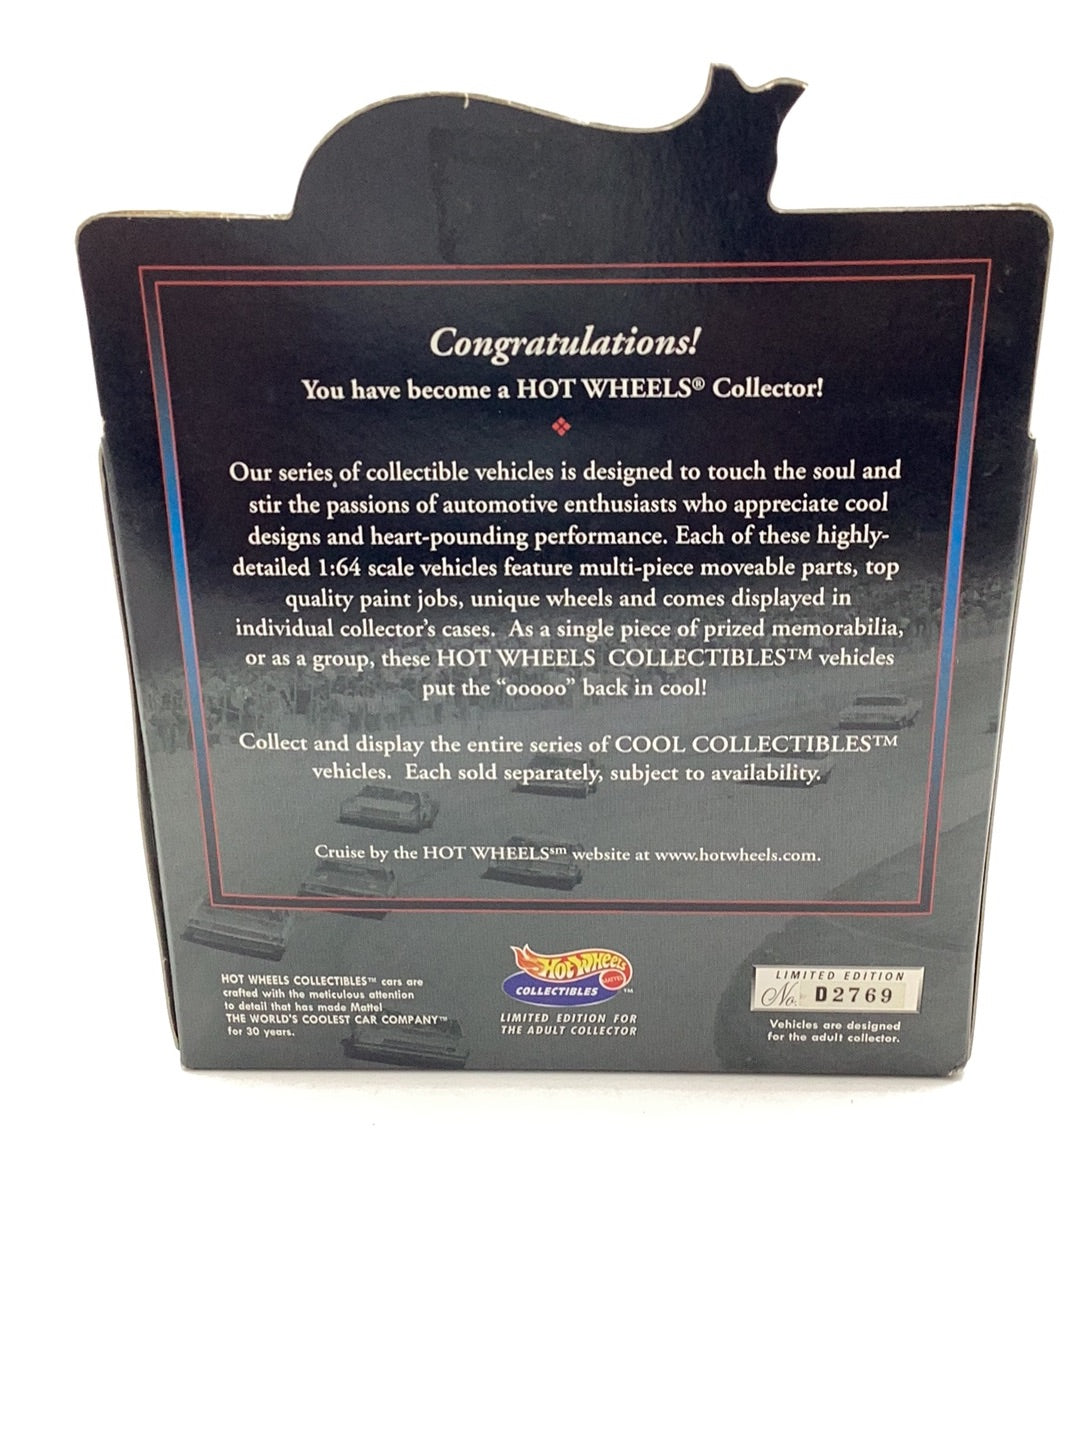 Congratulations!
You have become a HOT WHEELS® Collector!
Our series of collectible vehicles is designed to touch the soul and
stir the passions of automotive enthusiasts who appreciate cool
designs and heart-pounding performance. Each of these highly-
detailed 1:64 scale vehicles feature multi-piece moveable parts, top
quality paint jobs, unique wheels and comes displayed in
individual collector's cases. As a single piece of prized memorabilia,
or as a group, these HOT WHEELS COLLECTIBLES™ vehicles
put the “ooooo” back in cool!
Collect and display the entire series of COOL COLLECTIBLES™
vehicles. Each sold separately, subject to availability.
Cruise by the HOT WHEELS℠ website at www.hotwheels.com.
HOT WHEELS COLLECTIBLES™ cars are
crafted with the meticulous attention
to detail that has made Mattel
THE WORLD'S COOLEST CAR COMPANY™
for 30 years.
Hot Wheels
MATTEL
COLLECTIBLES™
LIMITED EDITION FOR
THE ADULT COLLECTOR
LIMITED EDITION
No. D2769
Vehicles are designed
for the adult collector.